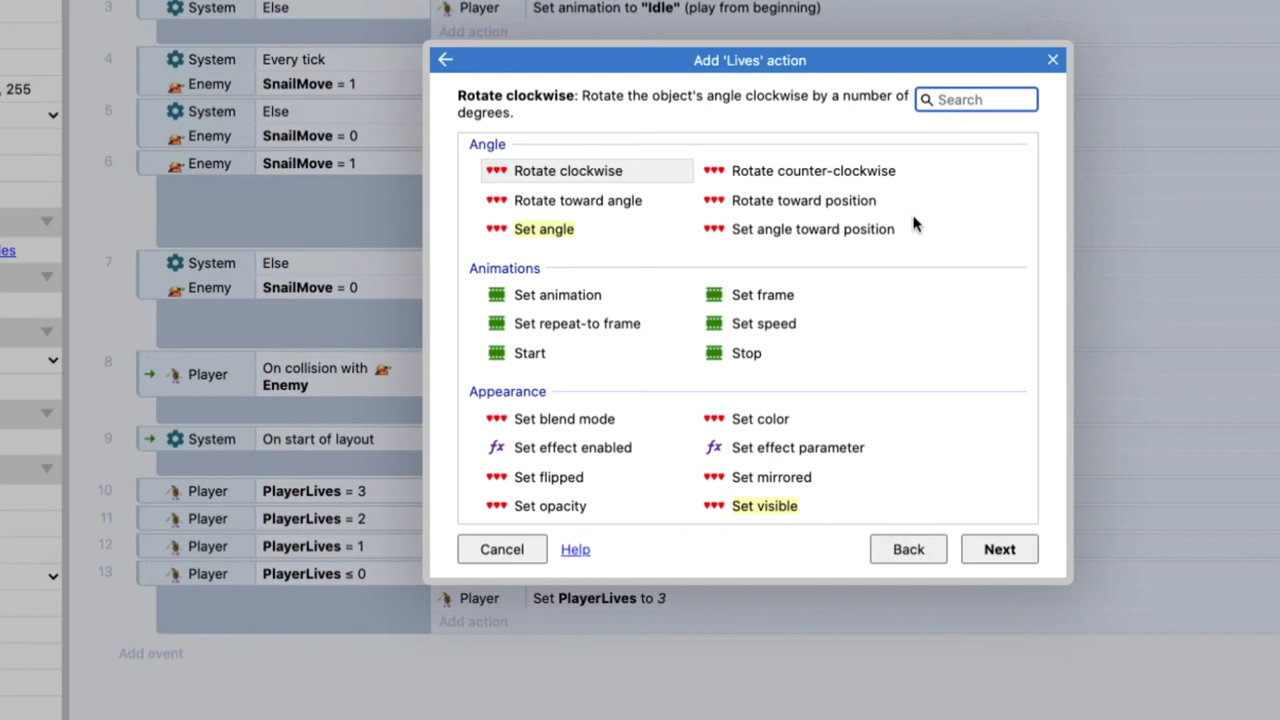 3 System Else Player Set animation to "Idle" (play from beginning)
Add action
4 System Every tick
Enemy SnailMove = 1
5 System Else
Enemy SnailMove = 0
6 Enemy SnailMove = 1
7 System Else
Enemy SnailMove = 0
8 Player On collision with
Enemy
9 System On start of layout
10 Player PlayerLives = 3
11 Player PlayerLives = 2
12 Player PlayerLives = 1
13 Player PlayerLives ≤ 0
Player Set PlayerLives to 3
Add action
Add event
, 255
es
Add 'Lives' action
Rotate clockwise: Rotate the object's angle clockwise by a number of
degrees.
Search
Angle
Rotate clockwise Rotate counter-clockwise
Rotate toward angle Rotate toward position
Set angle Set angle toward position
Animations
Set animation Set frame
Set repeat-to frame Set speed
Start Stop
Appearance
Set blend mode Set color
fx Set effect enabled fx Set effect parameter
Set flipped Set mirrored
Set opacity Set visible
Cancel Help Back Next